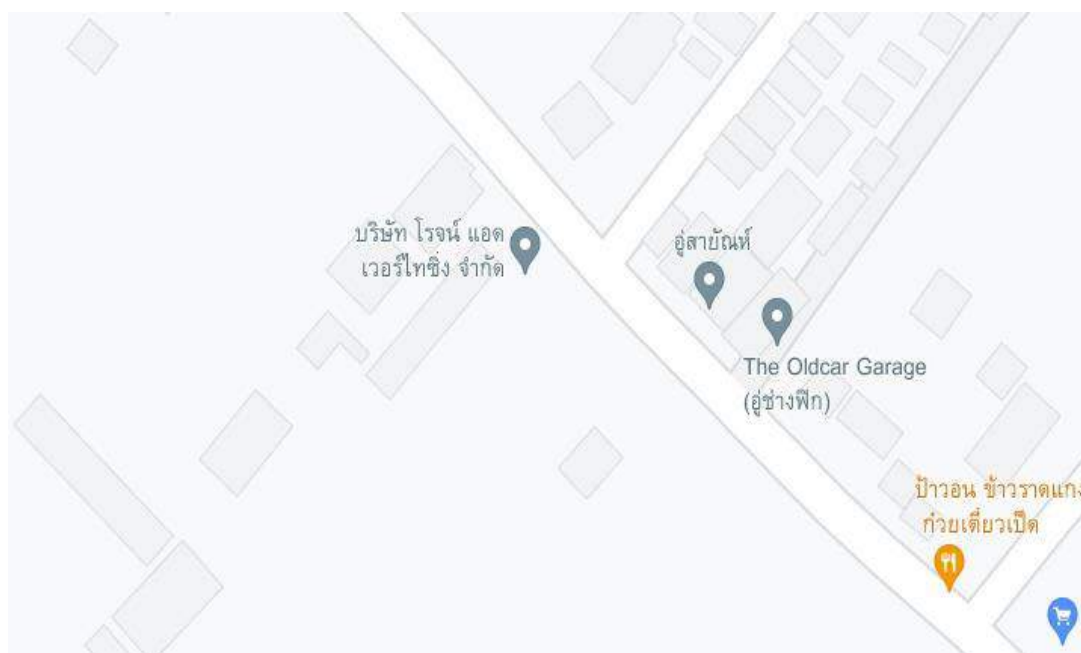 บริษัท โรจน์ แอด
เวอร์ไทซิ่ง จำกัด
อู่สายัณห์
The Oldcar Garage
(อู่ช่างฟิก)
ป้าวอน ข้าวราดแกง
ก๋วยเตี๋ยวเป็ด